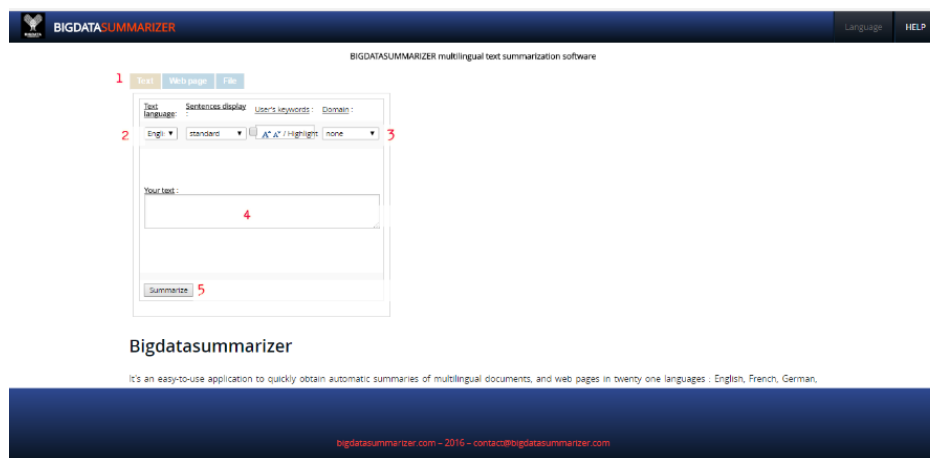 BIGDATASUMMARIZER
Language HELP
BIGDATASUMMARIZER multilingual text summarization software
1 Text Web page File
Text language: Sentences display : User's keywords : Domain :
2 Engli standard A⁺ A⁺ / Highlight none 3
Your text :
4
Summarize 5
Bigdatasummarizer
It's an easy-to-use application to quickly obtain automatic summaries of multilingual documents, and web pages in twenty one languages : English, French, German,
bigdatasummarizer.com – 2016 – contact@bigdatasummarizer.com